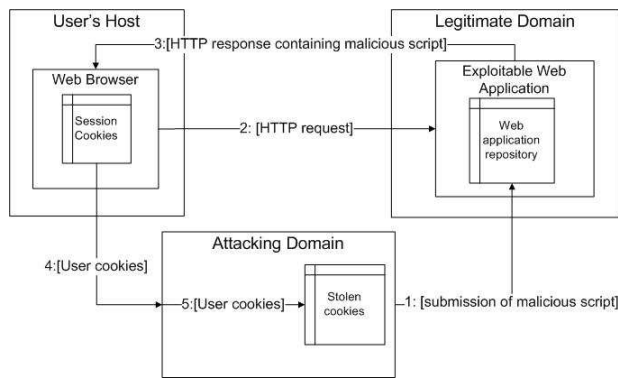 User's Host
Legitimate Domain
3:[HTTP response containing malicious script]
Web Browser
Exploitable Web
Application
Session
Cookies
2: [HTTP request]
Web
application
repository
Attacking Domain
4:[User cookies]
5:[User cookies]
Stolen
cookies
1: [submission of malicious script]